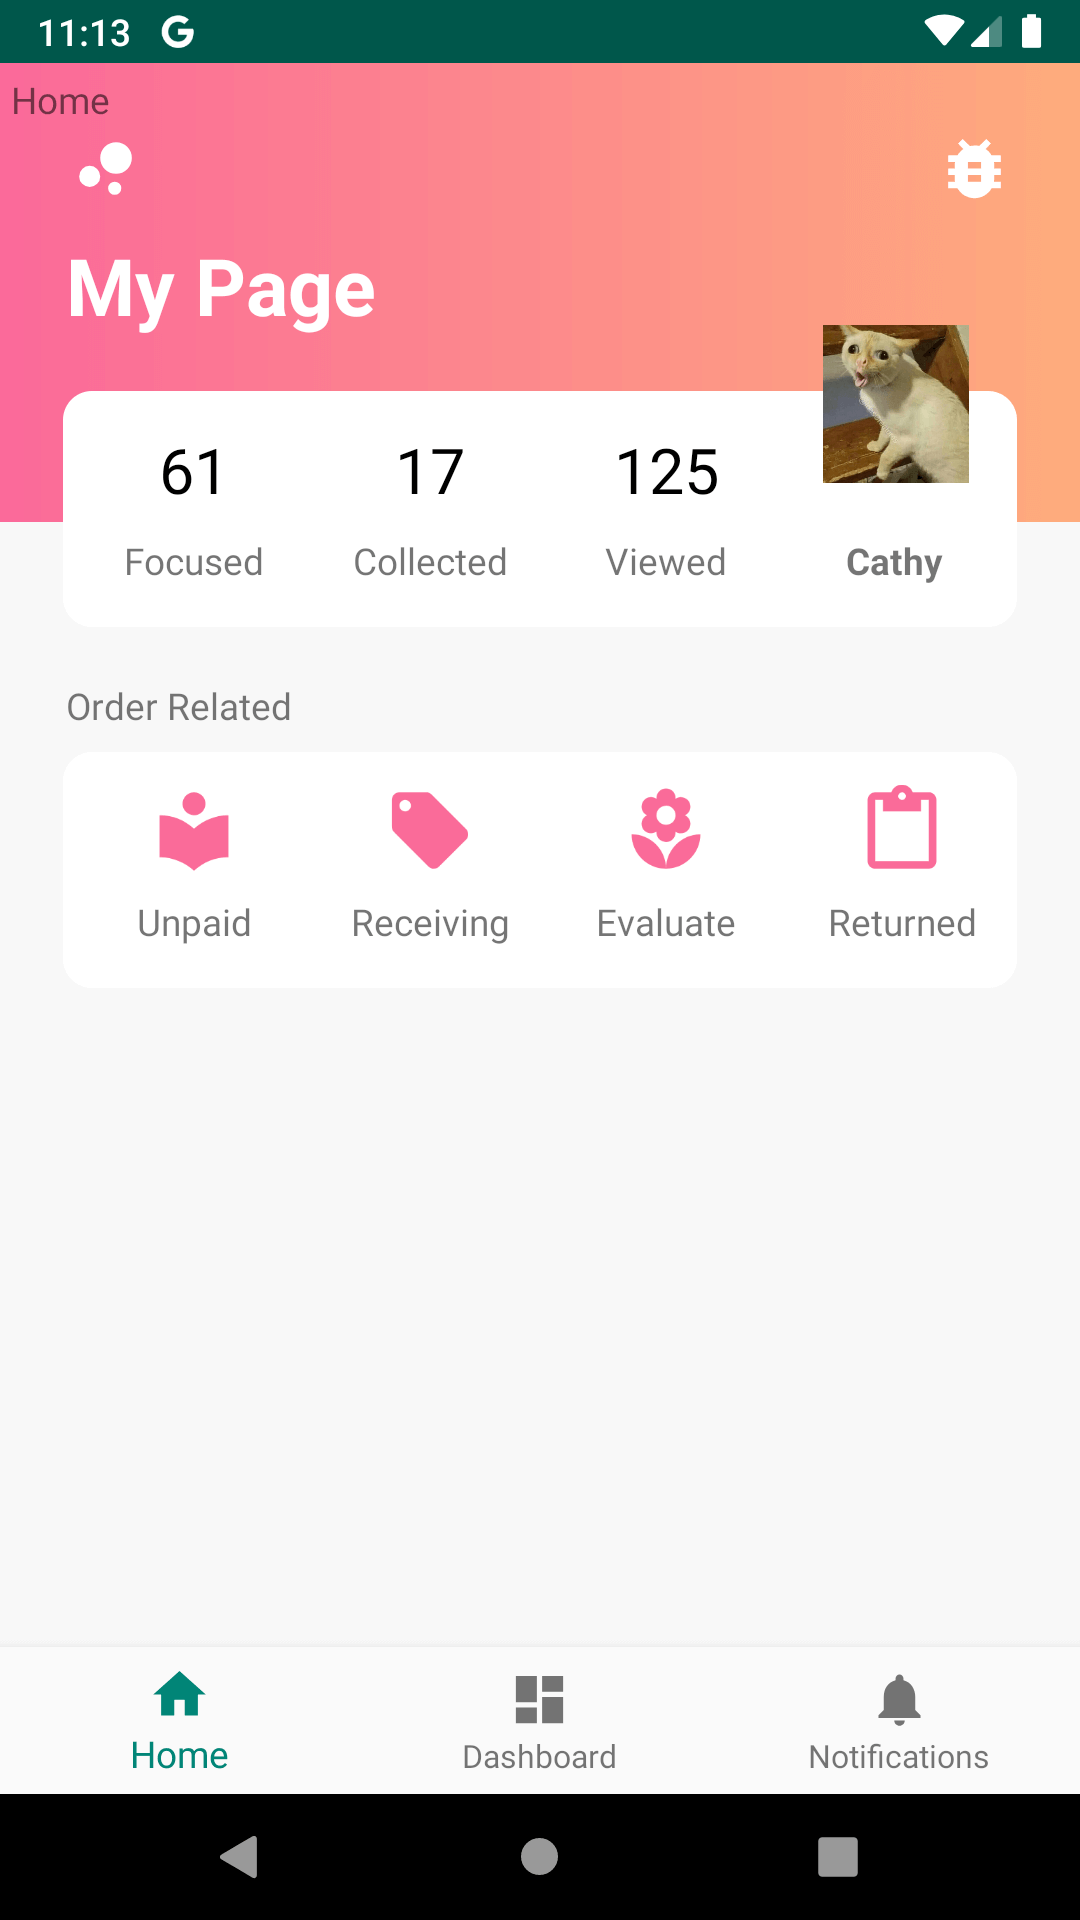 11:13
Home
My Page
61 17 125
Focused Collected Viewed Cathy
Order Related
Unpaid Receiving Evaluate Returned
Home Dashboard Notifications